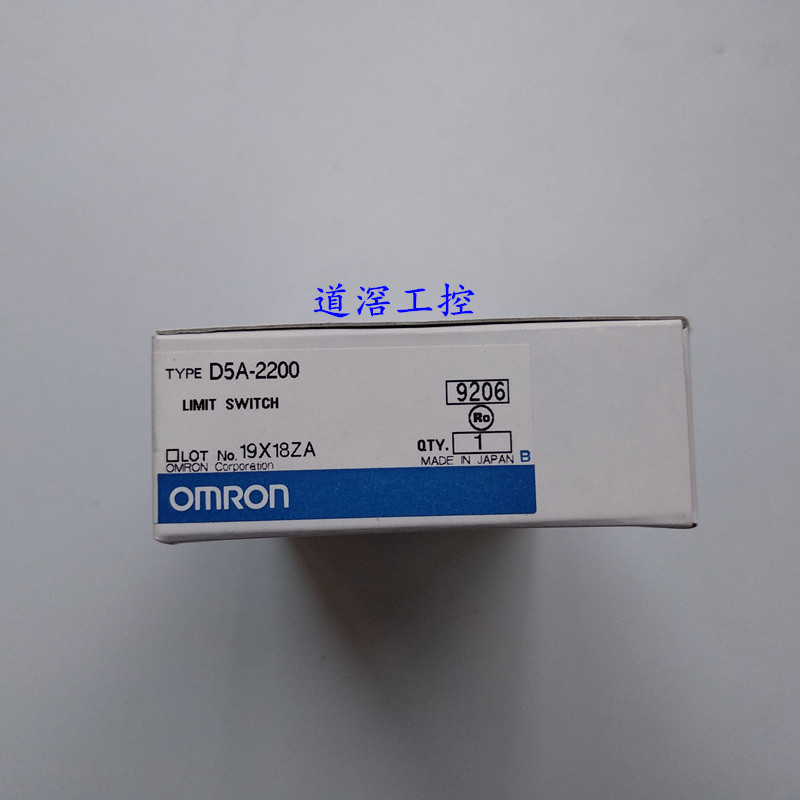 道滘工控
TYPE D5A-2200
LIMIT SWITCH
9206
Ro
□LOT No. 19X18ZA
QTY. 1
OMRON Corporation
MADE IN JAPAN B
OMRON